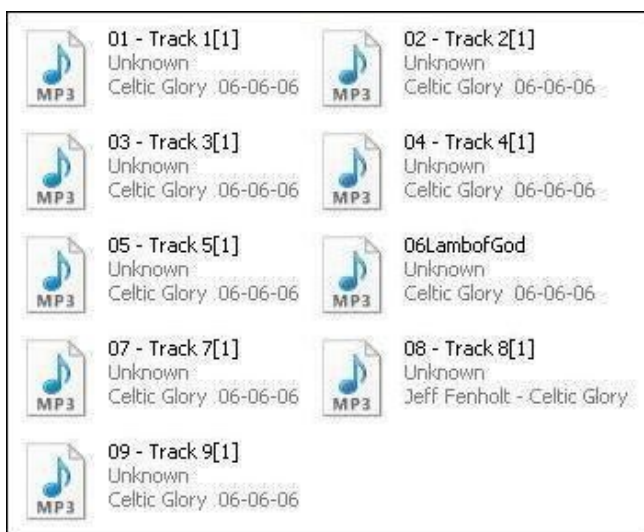 01 - Track 1[1]
Unknown
Celtic Glory .06-06-06
MP3
02 - Track 2[1]
Unknown
Celtic Glory .06-06-06
MP3
03 - Track 3[1]
Unknown
Celtic Glory .06-06-06
MP3
04 - Track 4[1]
Unknown
Celtic Glory .06-06-06
MP3
05 - Track 5[1]
Unknown
Celtic Glory .06-06-06
MP3
06LambofGod
Unknown
Celtic Glory .06-06-06
MP3
07 - Track 7[1]
Unknown
Celtic Glory .06-06-06
MP3
08 - Track 8[1]
Unknown
Jeff Fenholt - Celtic Glory
MP3
09 - Track 9[1]
Unknown
Celtic Glory .06-06-06
MP3